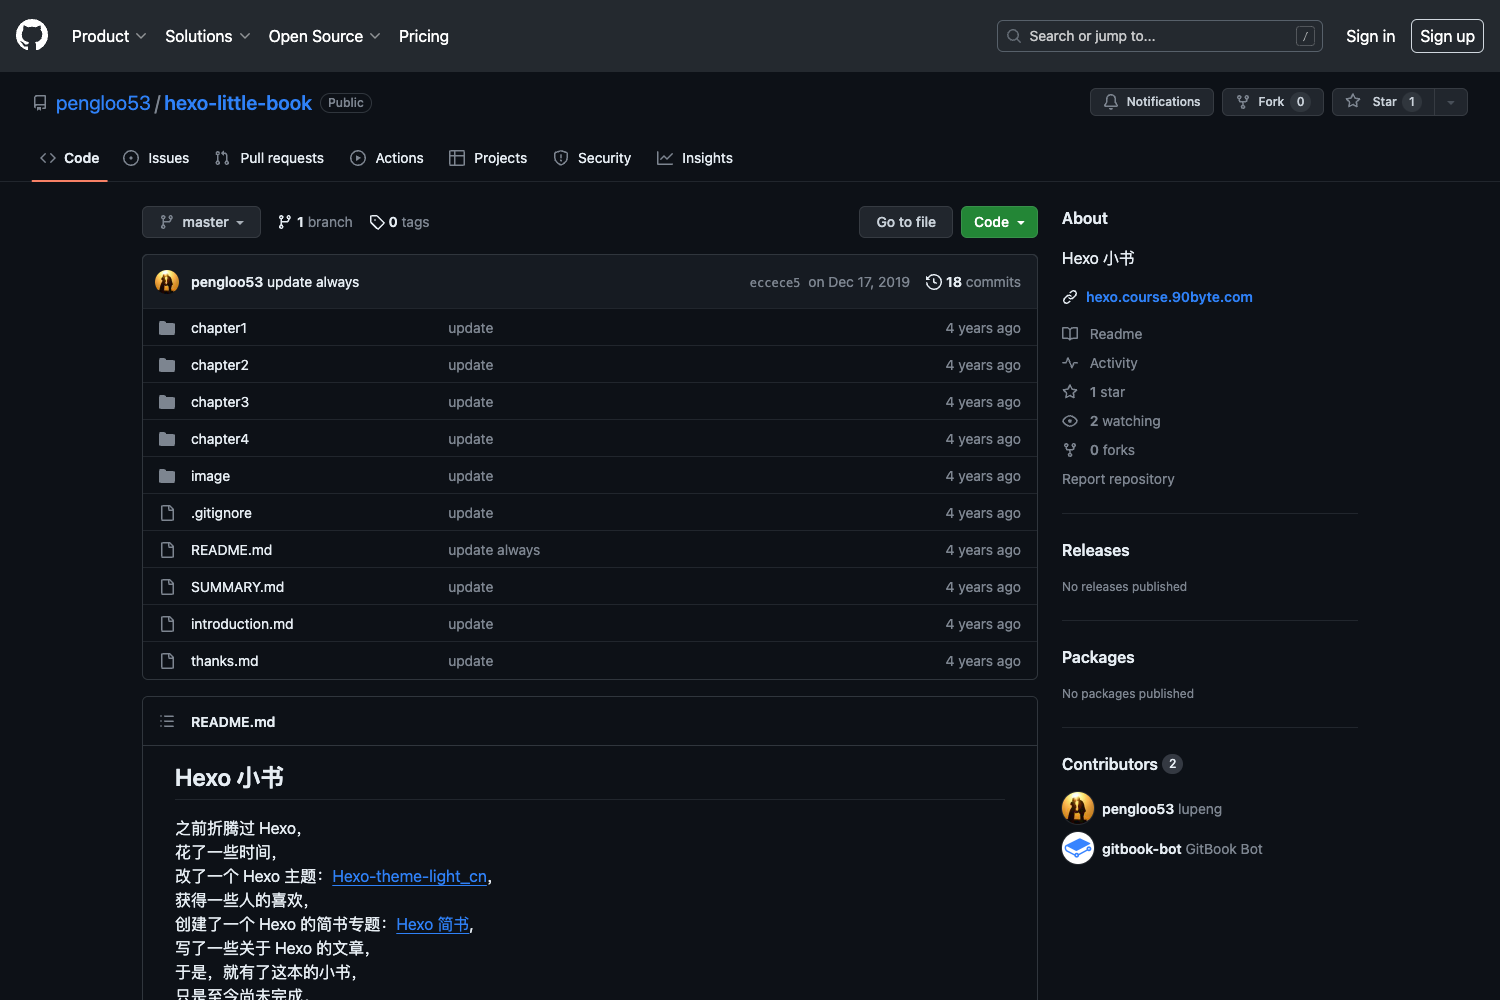 Product
Solutions
Open Source
Pricing
Search or jump to...
/
Sign in
Sign up
pengloo53 / hexo-little-book
Public
Notifications
Fork 0
Star 1
Code
Issues
Pull requests
Actions
Projects
Security
Insights
master
1 branch
0 tags
Go to file
Code
pengloo53 update always
eccece5 on Dec 17, 2019
18 commits
chapter1 update 4 years ago
chapter2 update 4 years ago
chapter3 update 4 years ago
chapter4 update 4 years ago
image update 4 years ago
.gitignore update 4 years ago
README.md update always 4 years ago
SUMMARY.md update 4 years ago
introduction.md update 4 years ago
thanks.md update 4 years ago
README.md
Hexo 小书
之前折腾过 Hexo，
花了一些时间，
改了一个 Hexo 主题：Hexo-theme-light_cn，
获得一些人的喜欢，
创建了一个 Hexo 的简书专题：Hexo 简书，
写了一些关于 Hexo 的文章，
于是，就有了这本的小书，
只是至今尚未完成。
About
Hexo 小书
hexo.course.90byte.com
Readme
Activity
1 star
2 watching
0 forks
Report repository
Releases
No releases published
Packages
No packages published
Contributors 2
pengloo53 lupeng
gitbook-bot GitBook Bot